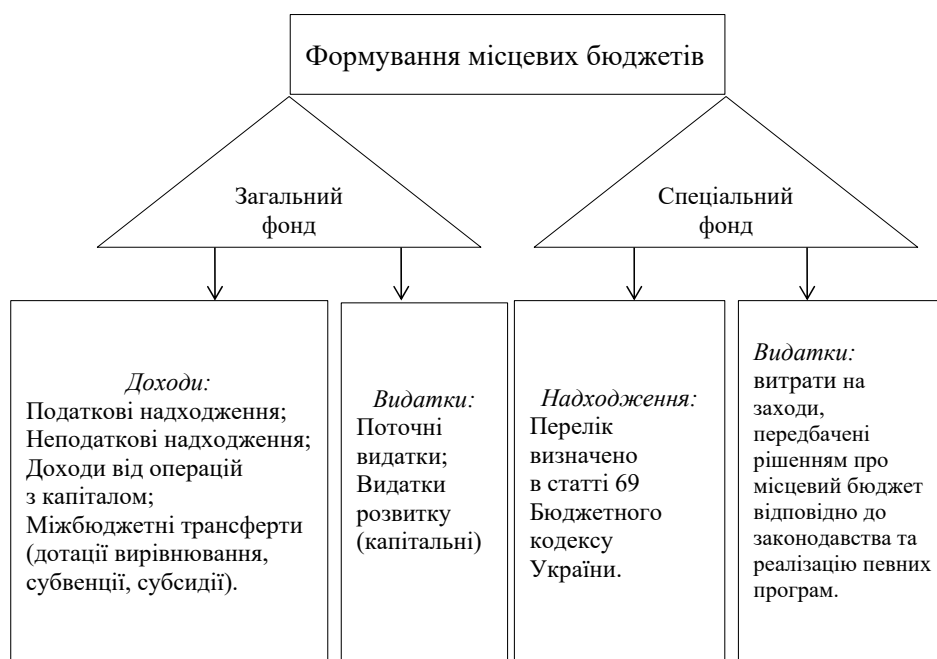 Формування місцевих бюджетів
Загальний
фонд
Спеціальний
фонд
Доходи:
Податкові надходження;
Неподаткові надходження;
Доходи від операцій
з капіталом;
Міжбюджетні трансферти
(дотації вирівнювання,
субвенції, субсидії).
Видатки:
Поточні
видатки;
Видатки
розвитку
(капітальні)
Надходження:
Перелік
визначено
в статті 69
Бюджетного
кодексу
України.
Видатки:
витрати на
заходи,
передбачені
рішенням про
місцевий бюджет
відповідно до
законодавства та
реалізацію певних
програм.